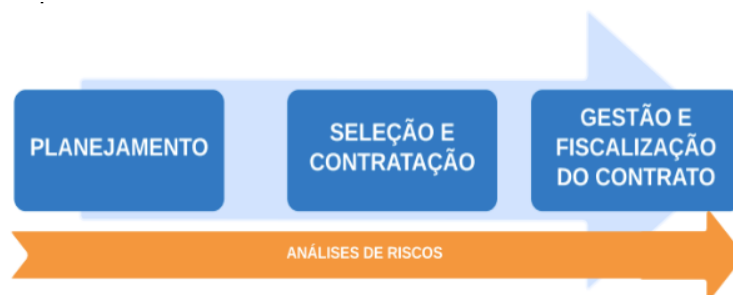 PLANEJAMENTO
SELEÇÃO E
CONTRATAÇÃO
GESTÃO E
FISCALIZAÇÃO
DO CONTRATO
ANÁLISES DE RISCOS